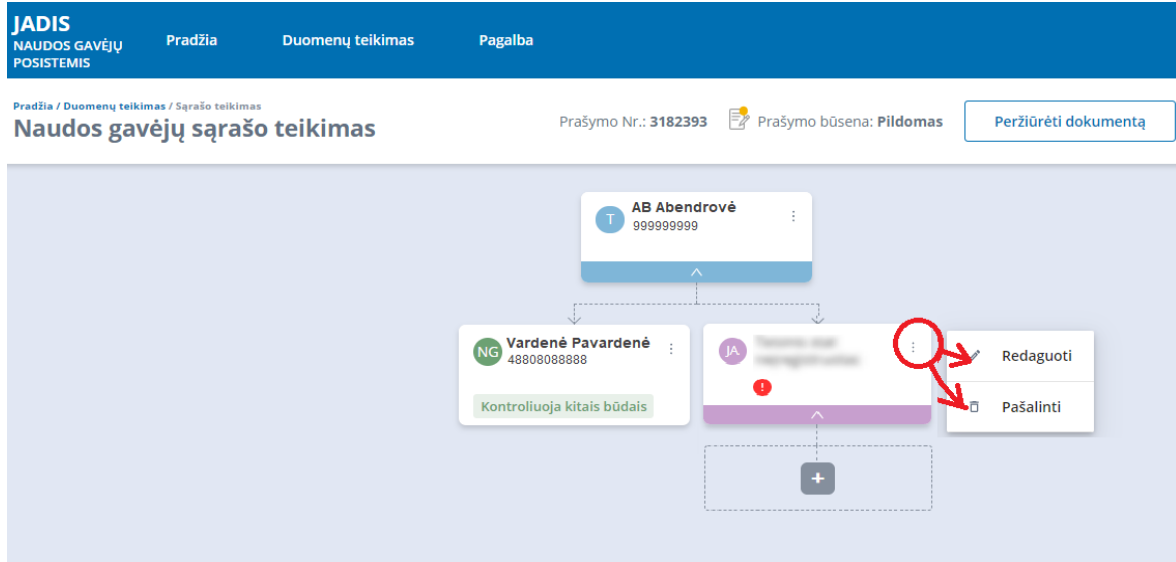 JADIS
NAUDOS GAVĖJŲ
POSISTEMIS
Pradžia
Duomenų teikimas
Pagalba
Pradžia / Duomenų teikimas / Sąrašo teikimas
Naudos gavėjų sąrašo teikimas
Prašymo Nr.: 3182393
Prašymo būsena: Pildomas
Peržiūrėti dokumentą
T
AB Abendrovė
999999999
NG
Vardenė Pavardenė
48808088888
Kontroliuoja kitais būdais
JA
!
+
Redaguoti
Pašalinti